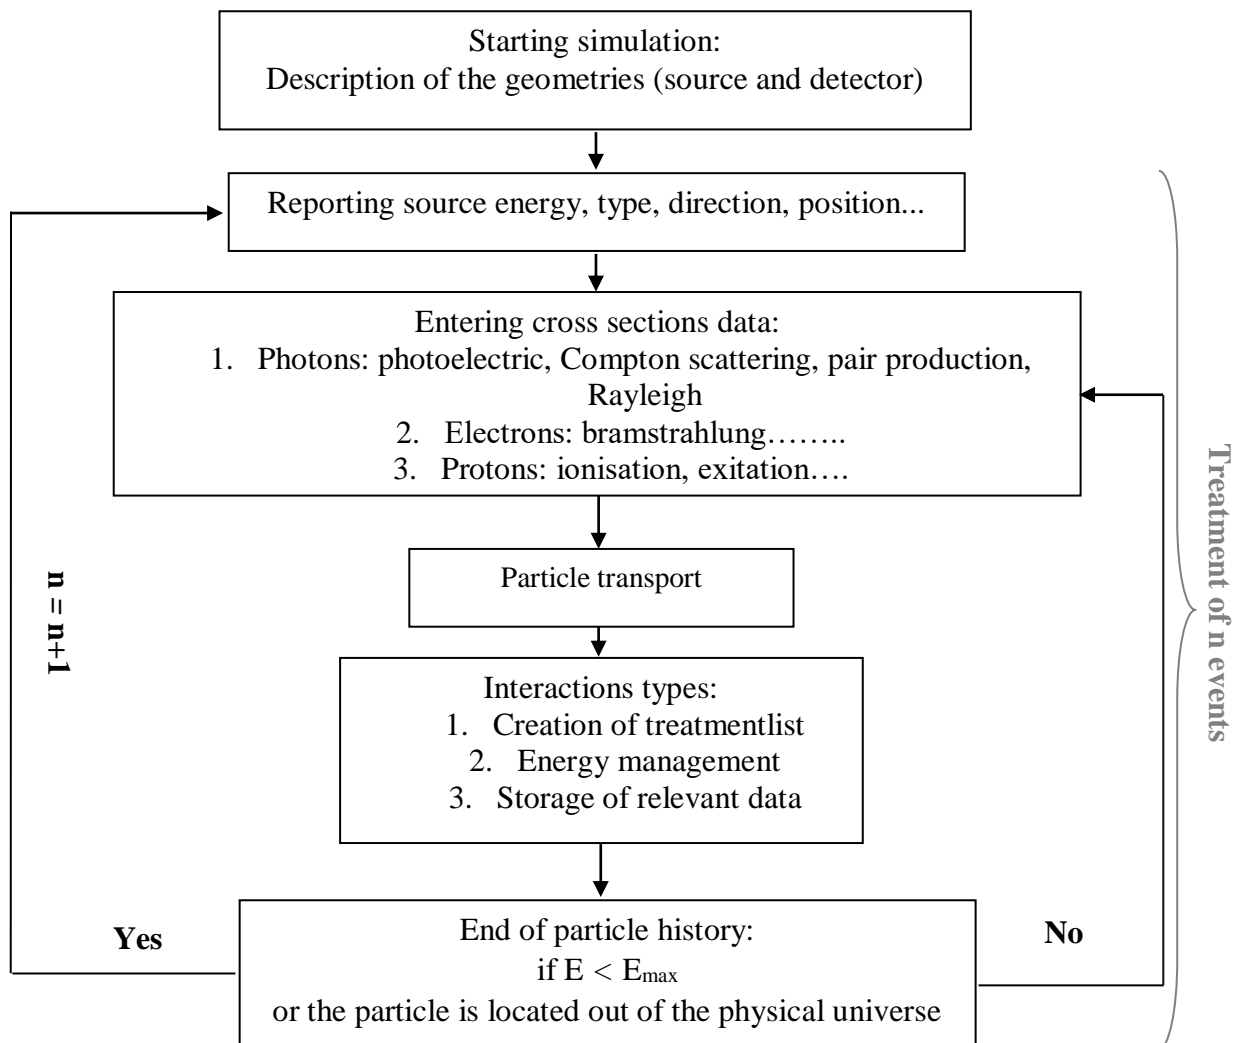 Starting simulation:
Description of the geometries (source and detector)
Reporting source energy, type, direction, position...
Entering cross sections data:
1. Photons: photoelectric, Compton scattering, pair production,
Rayleigh
2. Electrons: bramstrahlung……..
3. Protons: ionisation, exitation….
Particle transport
Interactions types:
1. Creation of treatmentlist
2. Energy management
3. Storage of relevant data
End of particle history:
if E < Emax
or the particle is located out of the physical universe
Yes
No
n = n+1
Treatment of n events